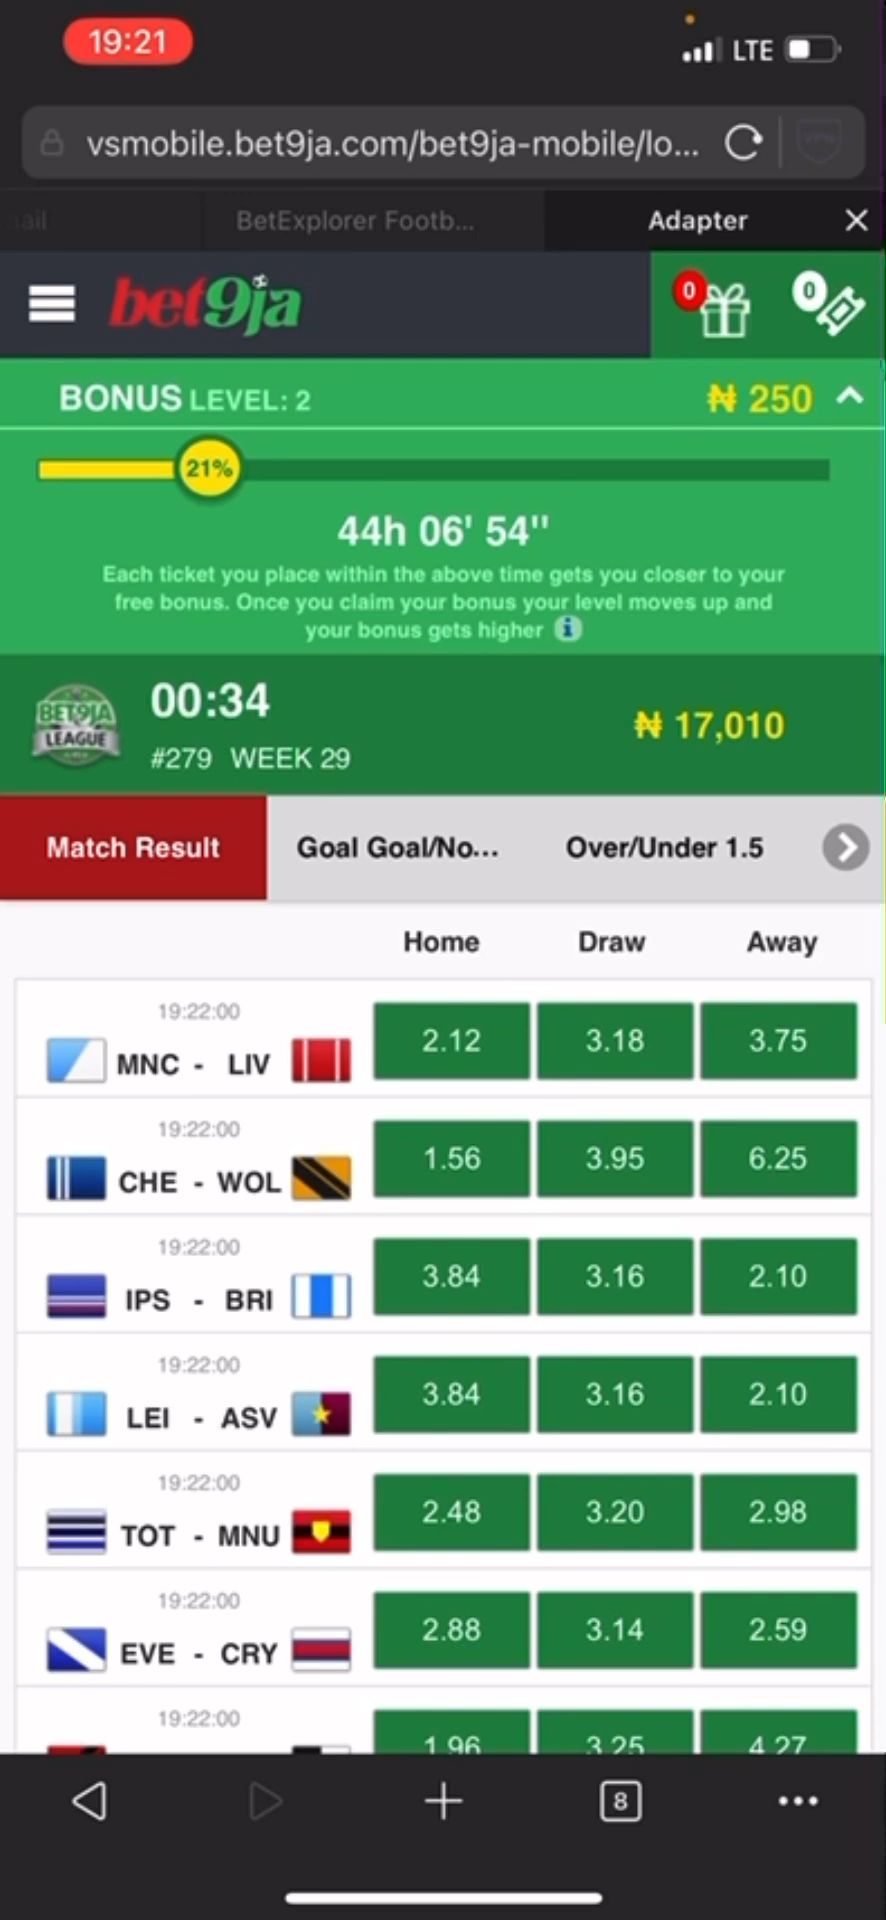 19:21
LTE
vsmobile.bet9ja.com/bet9ja-mobile/lo...
ail BetExplorer Footb... Adapter
bet9ja 0 0
BONUS LEVEL: 2 ₦ 250
21%
44h 06' 54"
Each ticket you place within the above time gets you closer to your
free bonus. Once you claim your bonus your level moves up and
your bonus gets higher i
BET9JA
LEAGUE
00:34
#279 WEEK 29
₦ 17,010
Match Result Goal Goal/No... Over/Under 1.5
Home Draw Away
19:22:00
MNC - LIV 2.12 3.18 3.75
19:22:00
CHE - WOL 1.56 3.95 6.25
19:22:00
IPS - BRI 3.84 3.16 2.10
19:22:00
LEI - ASV 3.84 3.16 2.10
19:22:00
TOT - MNU 2.48 3.20 2.98
19:22:00
EVE - CRY 2.88 3.14 2.59
19:22:00
1.96 3.25 4.27
8